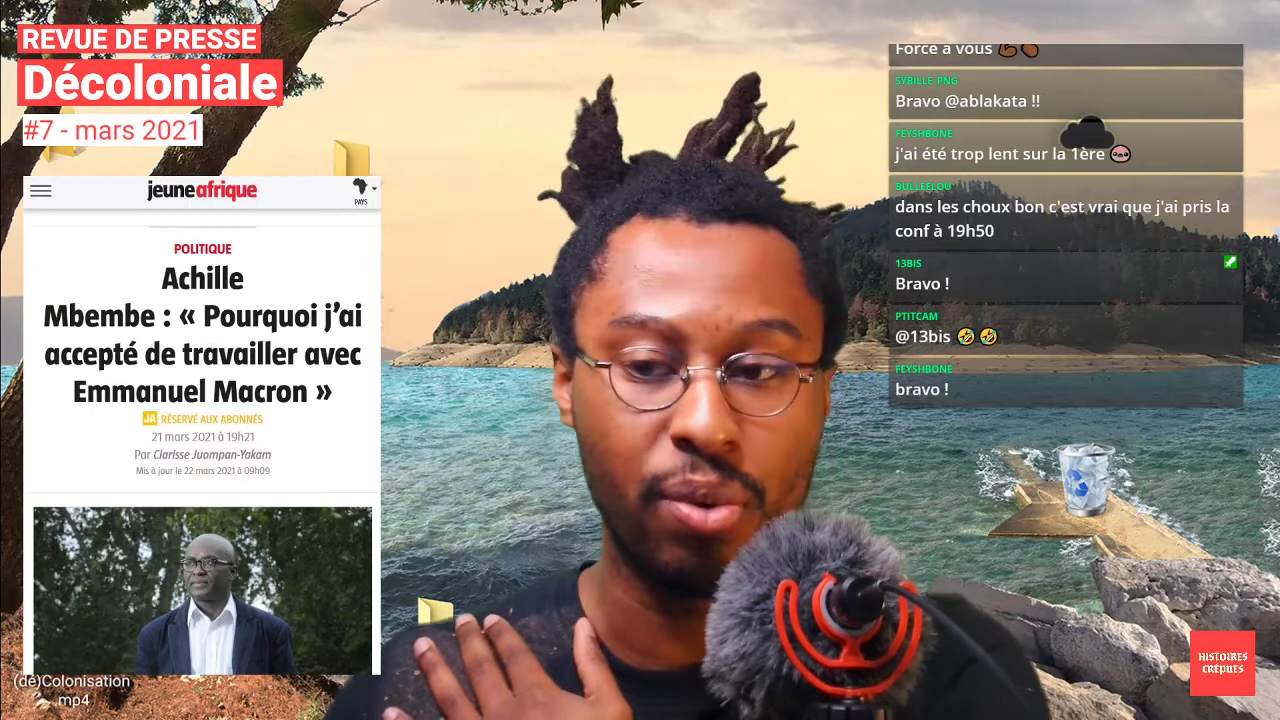 REVUE DE PRESSE
Décoloniale
#7 - mars 2021
jeuneafrique
PAYS
POLITIQUE
Achille
Mbembe : « Pourquoi j'ai
accepté de travailler avec
Emmanuel Macron »
JA RÉSERVÉ AUX ABONNÉS
21 mars 2021 à 19h21
Par Clarisse Juompan-Yakam
Mis à jour le 22 mars 2021 à 09h09
(dé)Colonisation
.mp4
Force à vous
SYBILLE_PNG
Bravo @ablakata !!
FEYSHBONE
j'ai été trop lent sur la 1ère
BULLEELOU
dans les choux bon c'est vrai que j'ai pris la
conf à 19h50
13BIS
Bravo !
PTITCAM
@13bis
FEYSHBONE
bravo !
HISTOIRES
CRÉPUES